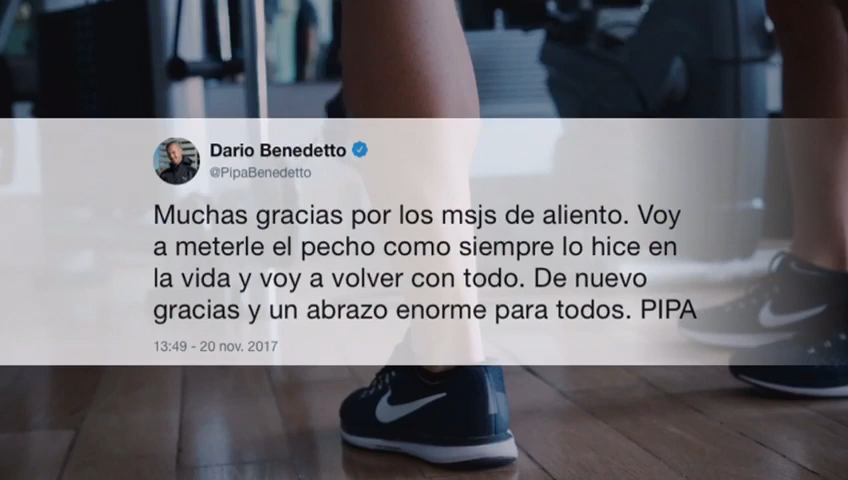 Dario Benedetto
@PipaBenedetto
Muchas gracias por los msjs de aliento. Voy
a meterle el pecho como siempre lo hice en
la vida y voy a volver con todo. De nuevo
gracias y un abrazo enorme para todos. PIPA
13:49 - 20 nov. 2017